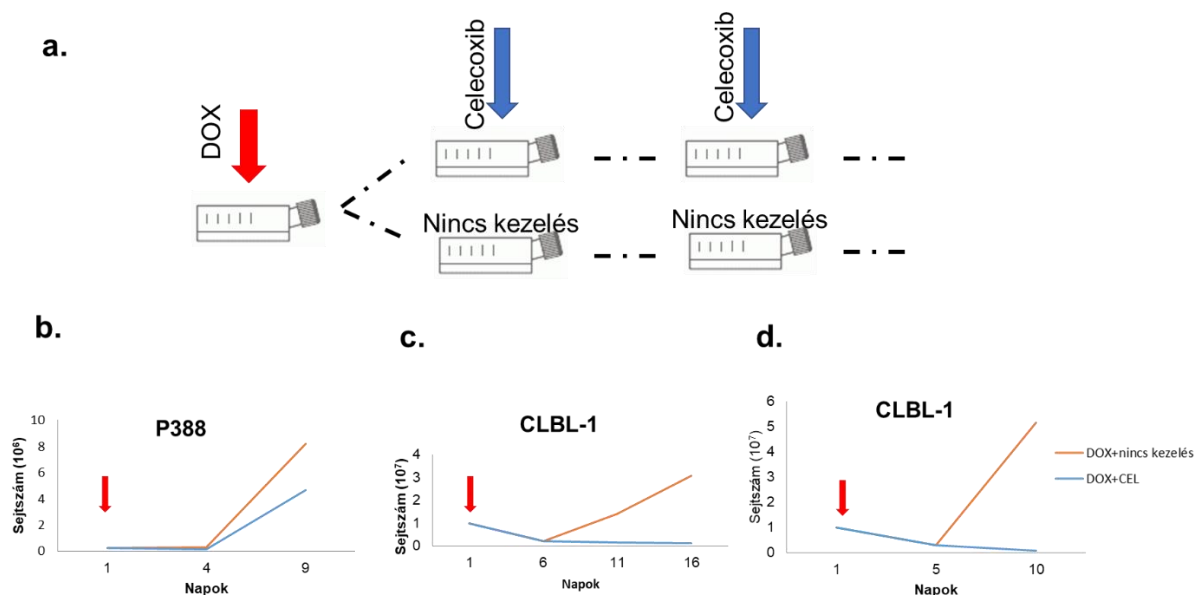 a.
DOX
Celecoxib
Celecoxib
Nincs kezelés
Nincs kezelés
b.
P388
Sejtszám (10⁶)
10
8
6
4
2
0
1
4
9
Napok
c.
CLBL-1
Sejtszám (10⁷)
4
3
2
1
0
1
6
11
16
Napok
d.
CLBL-1
Sejtszám (10⁷)
6
5
4
3
2
1
0
1
5
10
Napok
DOX+nincs kezelés
DOX+CEL